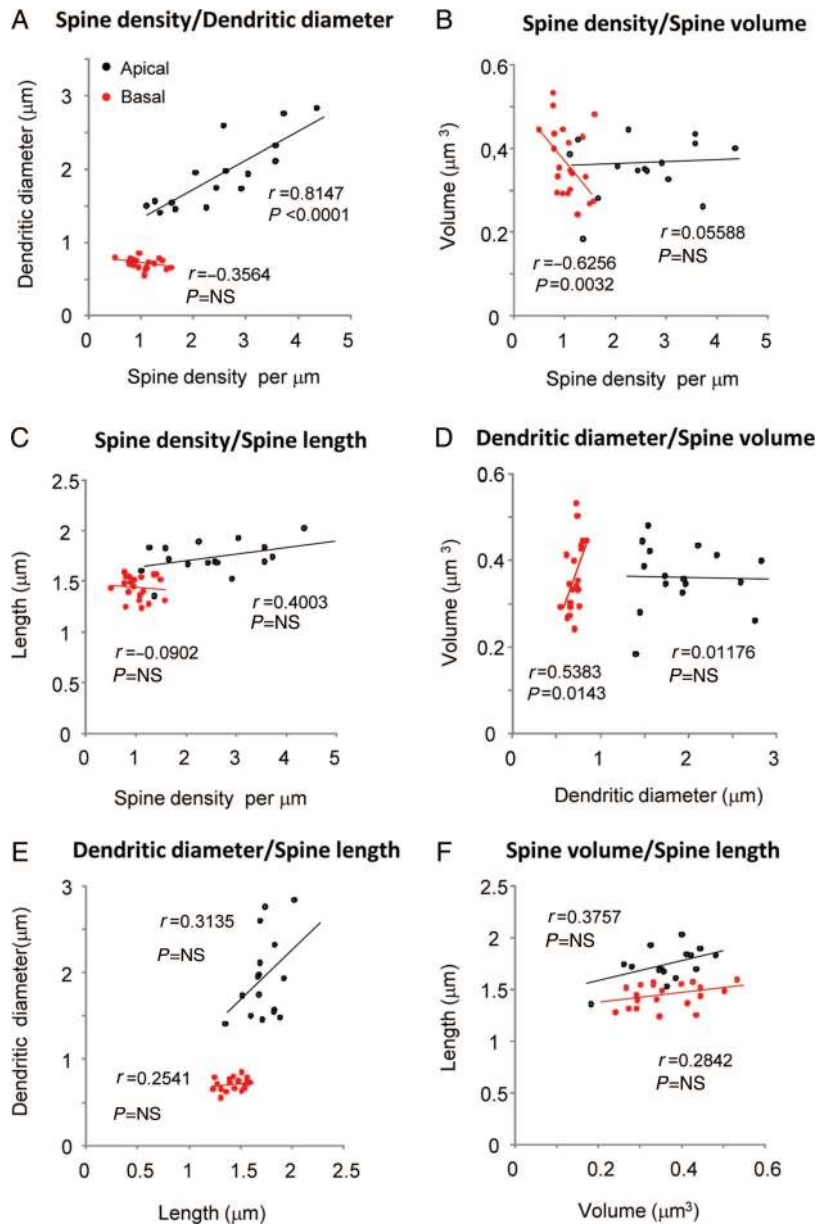 A Spine density/Dendritic diameter
Dendritic diameter (μm)
3
2
1
0
Apical
Basal
r=0.8147
P <0.0001
r=−0.3564
P=NS
0 1 2 3 4 5
Spine density per μm
B Spine density/Spine volume
Volume (μm³)
0.6
0.4
0.2
0
r=−0.6256
P=0.0032
r=0.05588
P=NS
0 1 2 3 4 5
Spine density per μm
C Spine density/Spine length
Length (μm)
2.5
2
1.5
1
0.5
0
r=−0.0902
P=NS
r=0.4003
P=NS
0 1 2 3 4 5
Spine density per μm
D Dendritic diameter/Spine volume
Volume (μm³)
0.6
0.4
0.2
0
r=0.5383
P=0.0143
r=0.01176
P=NS
0 1 2 3
Dendritic diameter (μm)
E Dendritic diameter/Spine length
Dendritic diameter(μm)
3
2
1
0
r=0.3135
P=NS
r=0.2541
P=NS
0 0.5 1 1.5 2 2.5
Length (μm)
F Spine volume/Spine length
Length (μm)
2.5
2
1.5
1
0.5
0
r=0.3757
P=NS
r=0.2842
P=NS
0 0.2 0.4 0.6
Volume (μm³)